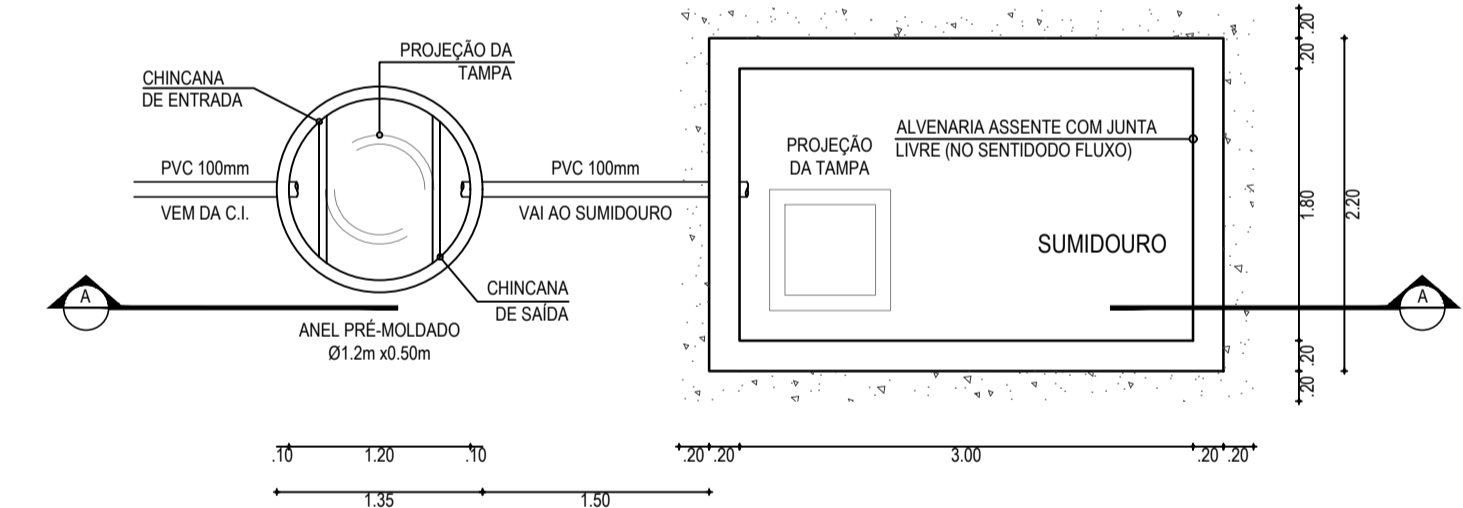 PROJEÇÃO DA
TAMPA
CHINCANA
DE ENTRADA
PVC 100mm
VEM DA C.I.
PVC 100mm
VAI AO SUMIDOURO
CHINCANA
DE SAÍDA
A
ANEL PRÉ-MOLDADO
Ø1.2m x0.50m
ALVENARIA ASSENTE COM JUNTA
LIVRE (NO SENTIDODO FLUXO)
PROJEÇÃO
DA TAMPA
SUMIDOURO
A
.20
.20
1.80
2.20
.20
.20
.10
1.20
.10
.20
.20
3.00
.20
.20
1.35
1.50